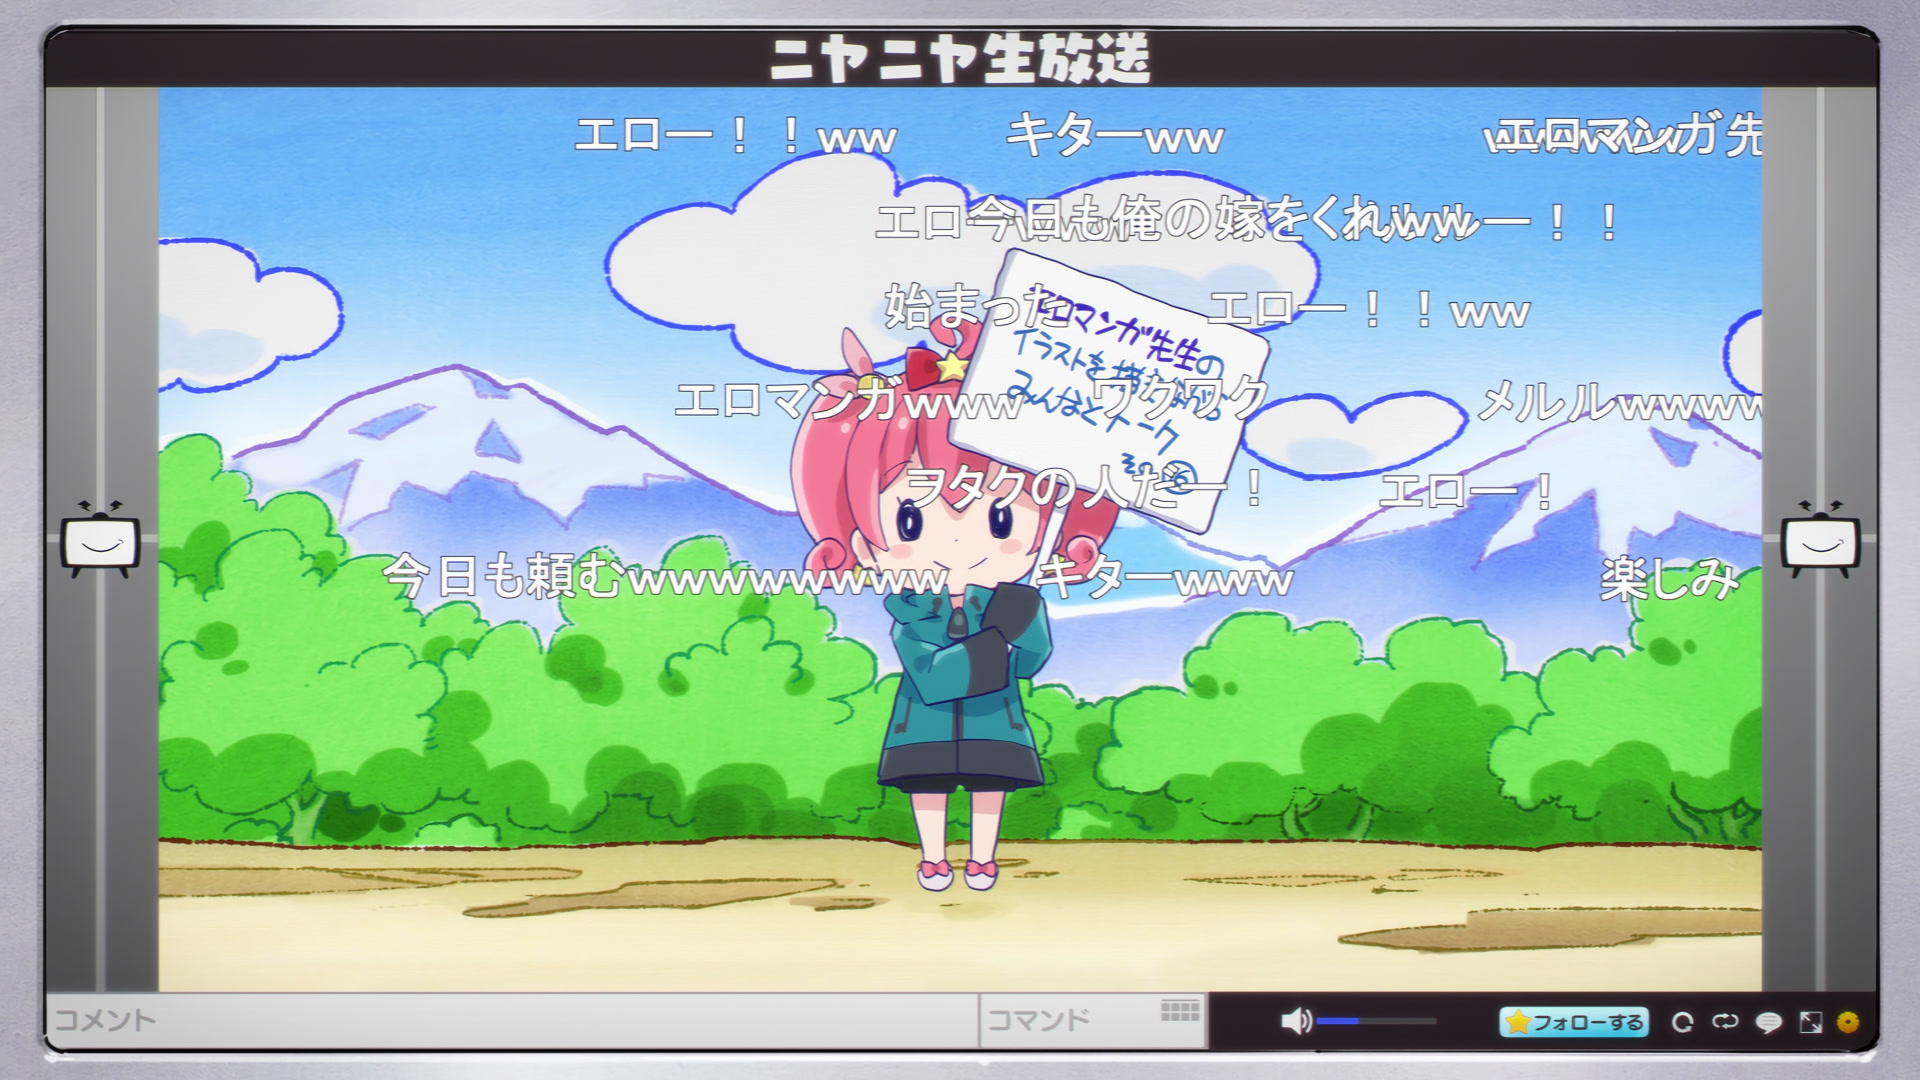 ニヤニヤ生放送
エロー！！ww
キターww
エロマンガ先
エロ
今日も俺の嫁をくれww
ー！！
始まった
エロー！！ww
エロマンガ先生の
イラストを描きながら
みんなとトーク
その
エロマンガwww
ワクワク
メルルwwww
ヲタクの人だー！
エロー！
今日も頼むwwwwwwwww
キターwww
楽しみ
コメント
コマンド
フォローする